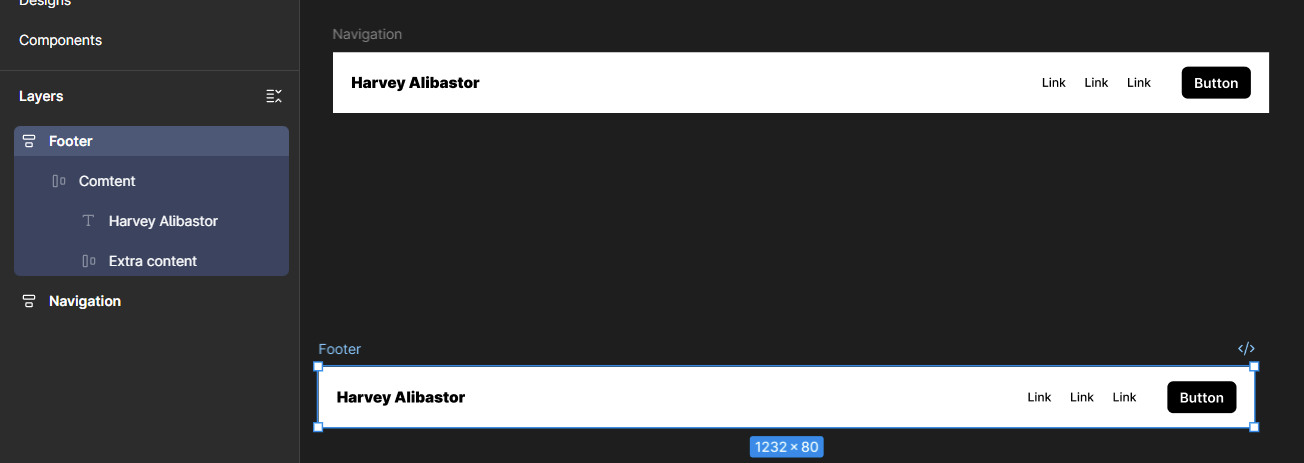 Designs
Components
Layers
Footer
Comtent
Harvey Alibastor
Extra content
Navigation
Navigation
Harvey Alibastor Link Link Link Button
Footer </>
Harvey Alibastor Link Link Link Button
1232 × 80